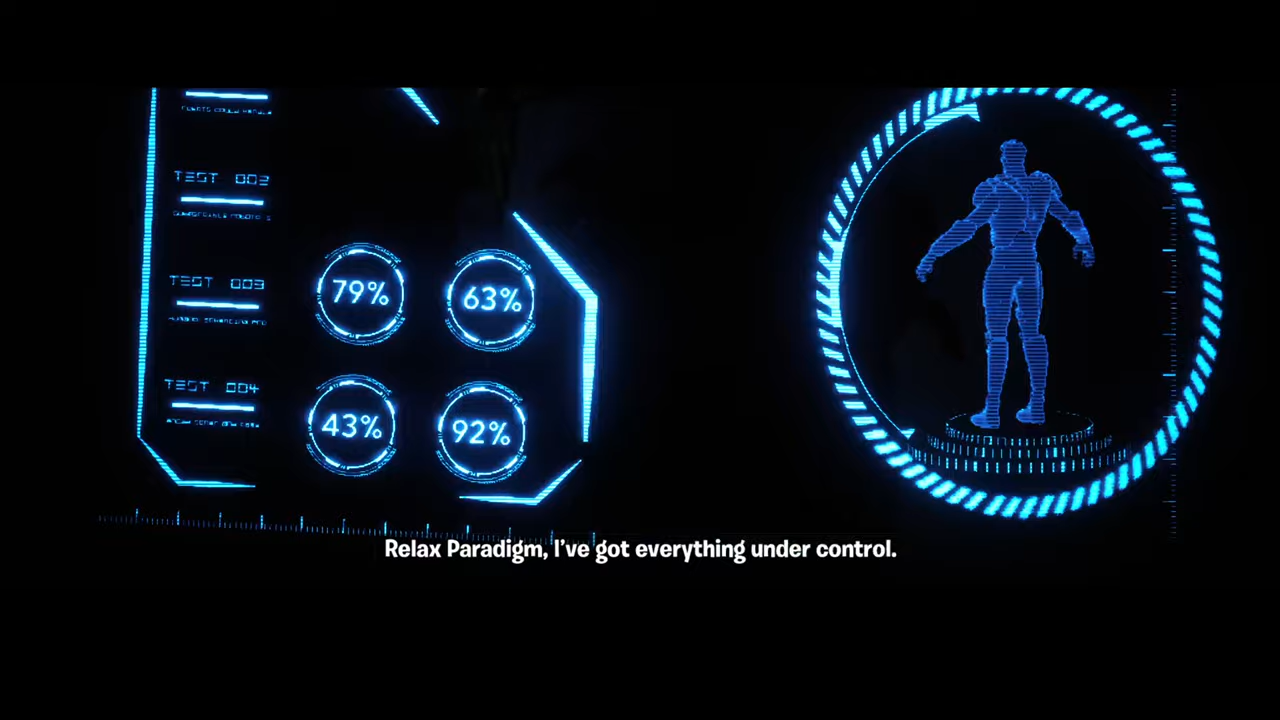 TEST 002
TEST 003
TEST 004
79%
63%
43%
92%
Relax Paradigm, I've got everything under control.